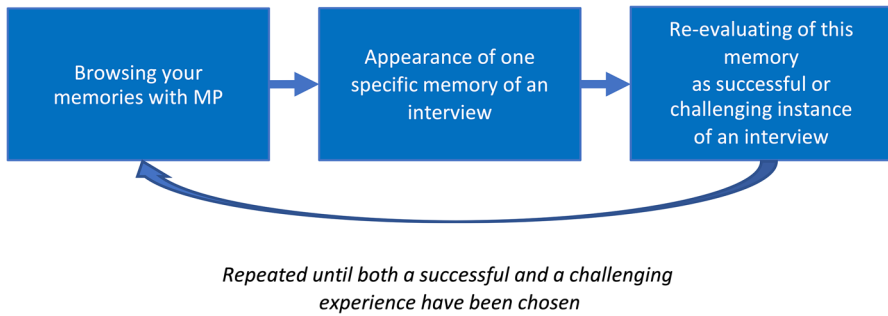 Browsing your
memories with MP
Appearance of one
specific memory of an
interview
Re-evaluating of this
memory
as successful or
challenging instance
of an interview
Repeated until both a successful and a challenging
experience have been chosen